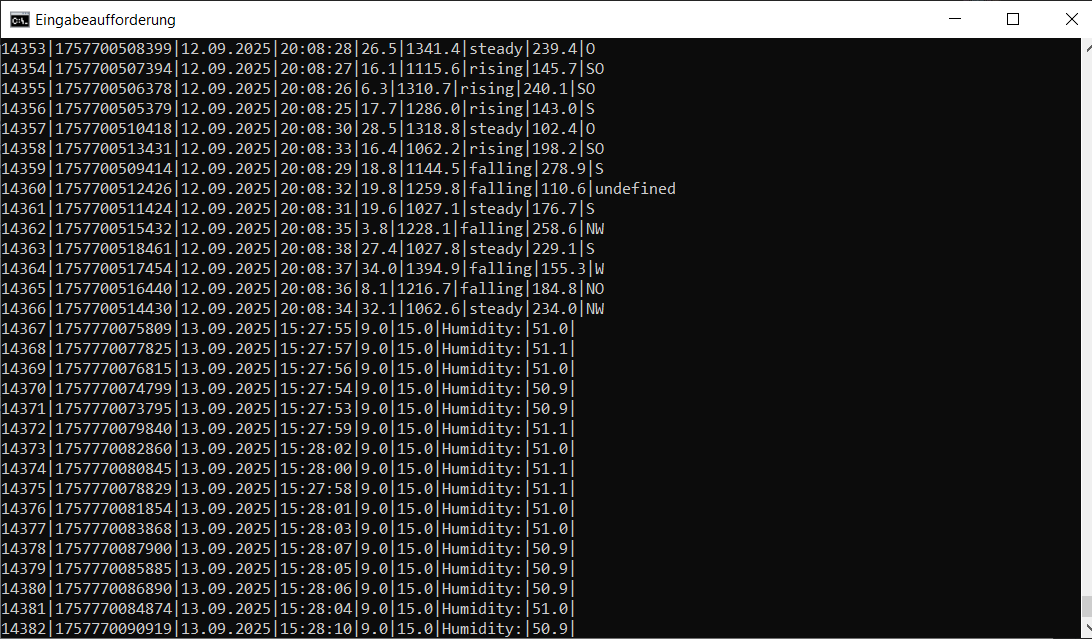 Eingabeaufforderung
14353|1757700508399|12.09.2025|20:08:28|26.5|1341.4|steady|239.4|O
14354|1757700507394|12.09.2025|20:08:27|16.1|1115.6|rising|145.7|SO
14355|1757700506378|12.09.2025|20:08:26|6.3|1310.7|rising|240.1|SO
14356|1757700505379|12.09.2025|20:08:25|17.7|1286.0|rising|143.0|S
14357|1757700510418|12.09.2025|20:08:30|28.5|1318.8|steady|102.4|O
14358|1757700513431|12.09.2025|20:08:33|16.4|1062.2|rising|198.2|SO
14359|1757700509414|12.09.2025|20:08:29|18.8|1144.5|falling|278.9|S
14360|1757700512426|12.09.2025|20:08:32|19.8|1259.8|falling|110.6|undefined
14361|1757700511424|12.09.2025|20:08:31|19.6|1027.1|steady|176.7|S
14362|1757700515432|12.09.2025|20:08:35|3.8|1228.1|falling|258.6|NW
14363|1757700518461|12.09.2025|20:08:38|27.4|1027.8|steady|229.1|S
14364|1757700517454|12.09.2025|20:08:37|34.0|1394.9|falling|155.3|W
14365|1757700516440|12.09.2025|20:08:36|8.1|1216.7|falling|184.8|NO
14366|1757700514430|12.09.2025|20:08:34|32.1|1062.6|steady|234.0|NW
14367|1757770075809|13.09.2025|15:27:55|9.0|15.0|Humidity:|51.0|
14368|1757770077825|13.09.2025|15:27:57|9.0|15.0|Humidity:|51.1|
14369|1757770076815|13.09.2025|15:27:56|9.0|15.0|Humidity:|51.0|
14370|1757770074799|13.09.2025|15:27:54|9.0|15.0|Humidity:|50.9|
14371|1757770073795|13.09.2025|15:27:53|9.0|15.0|Humidity:|50.9|
14372|1757770079840|13.09.2025|15:27:59|9.0|15.0|Humidity:|51.1|
14373|1757770082860|13.09.2025|15:28:02|9.0|15.0|Humidity:|51.0|
14374|1757770080845|13.09.2025|15:28:00|9.0|15.0|Humidity:|51.1|
14375|1757770078829|13.09.2025|15:27:58|9.0|15.0|Humidity:|51.1|
14376|1757770081854|13.09.2025|15:28:01|9.0|15.0|Humidity:|51.0|
14377|1757770083868|13.09.2025|15:28:03|9.0|15.0|Humidity:|51.0|
14378|1757770087900|13.09.2025|15:28:07|9.0|15.0|Humidity:|50.9|
14379|1757770085885|13.09.2025|15:28:05|9.0|15.0|Humidity:|50.9|
14380|1757770086890|13.09.2025|15:28:06|9.0|15.0|Humidity:|50.9|
14381|1757770084874|13.09.2025|15:28:04|9.0|15.0|Humidity:|51.0|
14382|1757770090919|13.09.2025|15:28:10|9.0|15.0|Humidity:|50.9|